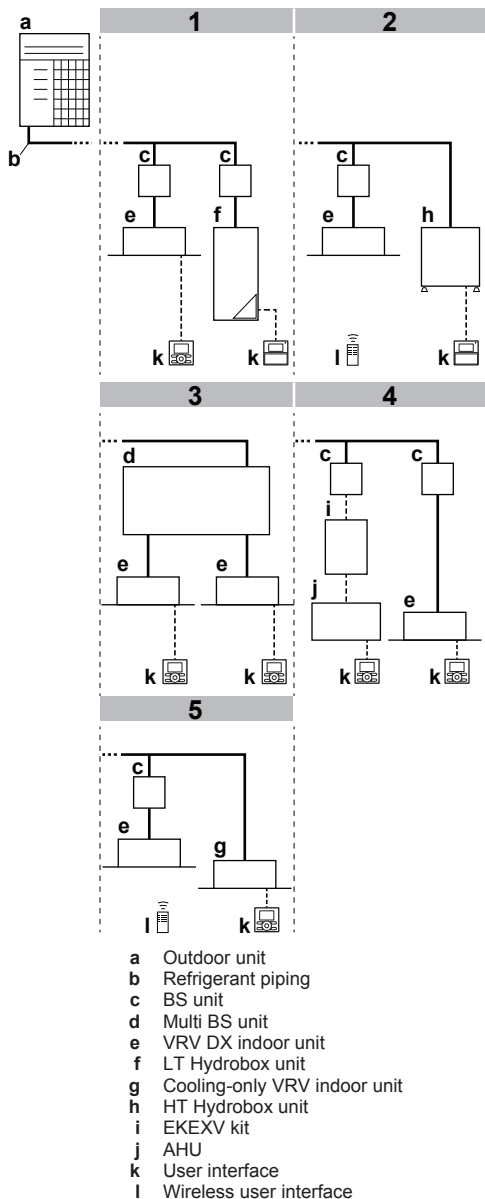 a
1
2
b
c
c
c
e
f
e
h
k
k
l
k
3
4
d
c
c
i
e
e
j
e
k
k
k
k
5
c
e
g
l
k
a Outdoor unit
b Refrigerant piping
c BS unit
d Multi BS unit
e VRV DX indoor unit
f LT Hydrobox unit
g Cooling-only VRV indoor unit
h HT Hydrobox unit
i EKEXV kit
j AHU
k User interface
l Wireless user interface